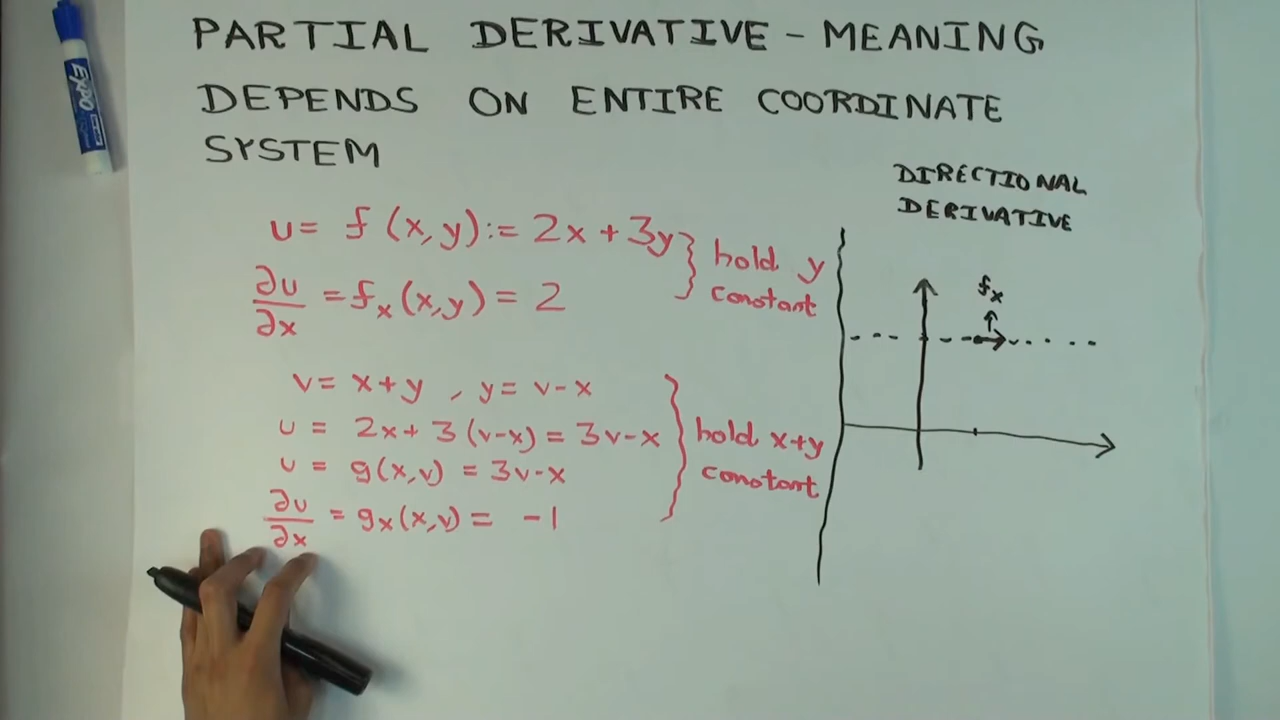 PARTIAL DERIVATIVE - MEANING
DEPENDS ON ENTIRE COORDINATE
SYSTEM
u = f(x,y) := 2x + 3y
∂u/∂x = fx(x,y) = 2
hold y
constant
v = x+y , y = v-x
u = 2x + 3(v-x) = 3v-x
u = g(x,v) = 3v-x
∂u/∂x = gx(x,v) = -1
hold x+y
constant
DIRECTIONAL
DERIVATIVE
fx
EXPO